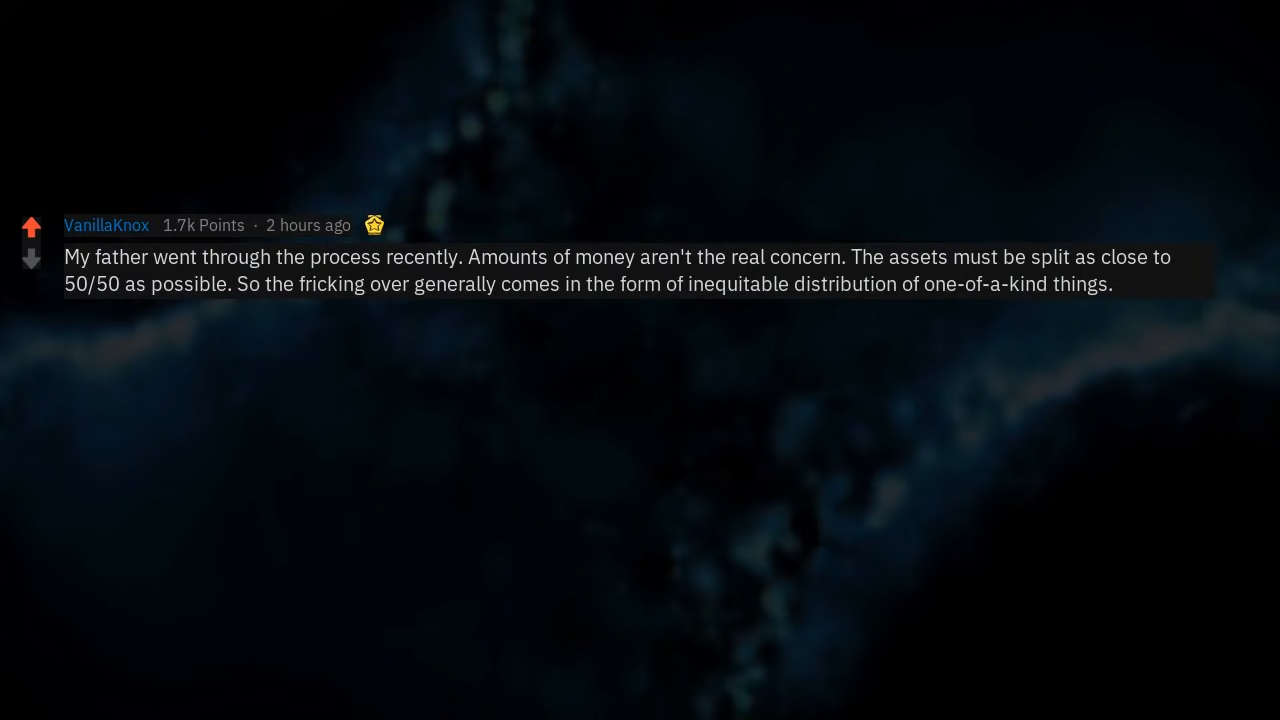 VanillaKnox 1.7k Points · 2 hours ago
My father went through the process recently. Amounts of money aren't the real concern. The assets must be split as close to
50/50 as possible. So the fricking over generally comes in the form of inequitable distribution of one-of-a-kind things.